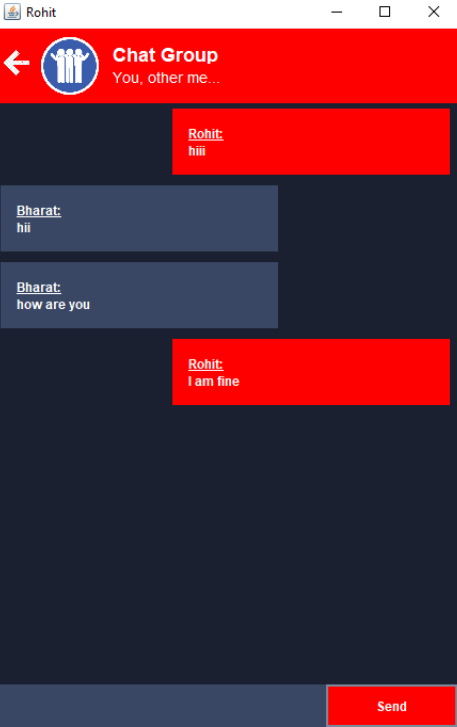 Rohit
Chat Group
You, other me...
Rohit:
hiii
Bharat:
hii
Bharat:
how are you
Rohit:
I am fine
Send